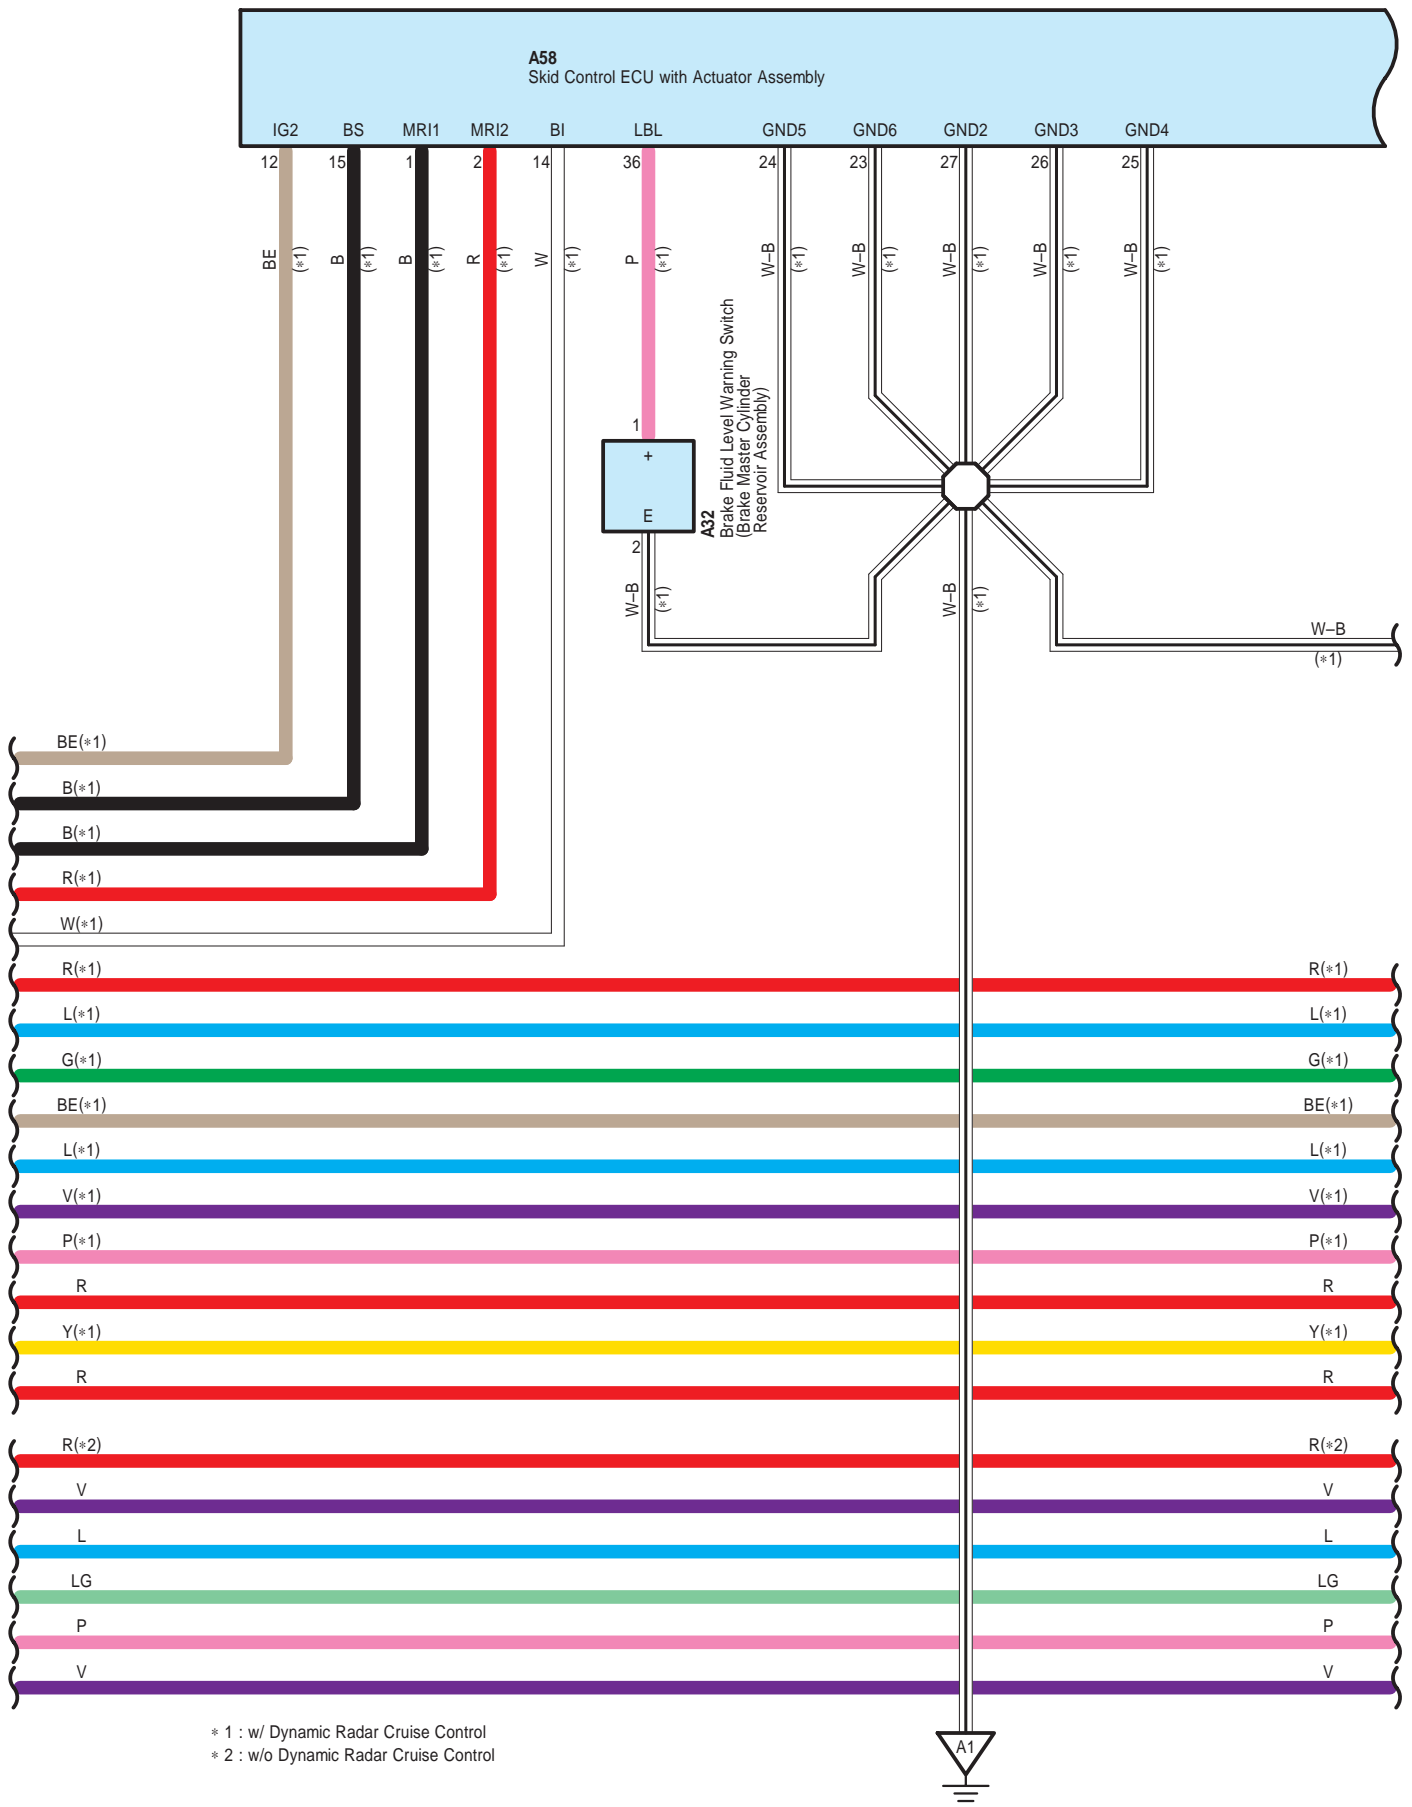 A58
Skid Control ECU with Actuator Assembly
IG2 BS MRI1 MRI2 BI LBL GND5 GND6 GND2 GND3 GND4
12 15 1 2 14 36 24 23 27 26 25
BE (*1) B (*1) B (*1) R (*1) W (*1) P (*1) W–B (*1) W–B (*1) W–B (*1) W–B (*1) W–B (*1)
1
+
E
2
A32
Brake Fluid Level Warning Switch
(Brake Master Cylinder
Reservoir Assembly)
W–B (*1) W–B (*1)
W–B
(*1)
BE(*1)
B(*1)
B(*1)
R(*1)
W(*1)
R(*1) R(*1)
L(*1) L(*1)
G(*1) G(*1)
BE(*1) BE(*1)
L(*1) L(*1)
V(*1) V(*1)
P(*1) P(*1)
R R
Y(*1) Y(*1)
R R
R(*2) R(*2)
V V
L L
LG LG
P P
V V
* 1 : w/ Dynamic Radar Cruise Control
* 2 : w/o Dynamic Radar Cruise Control
A1